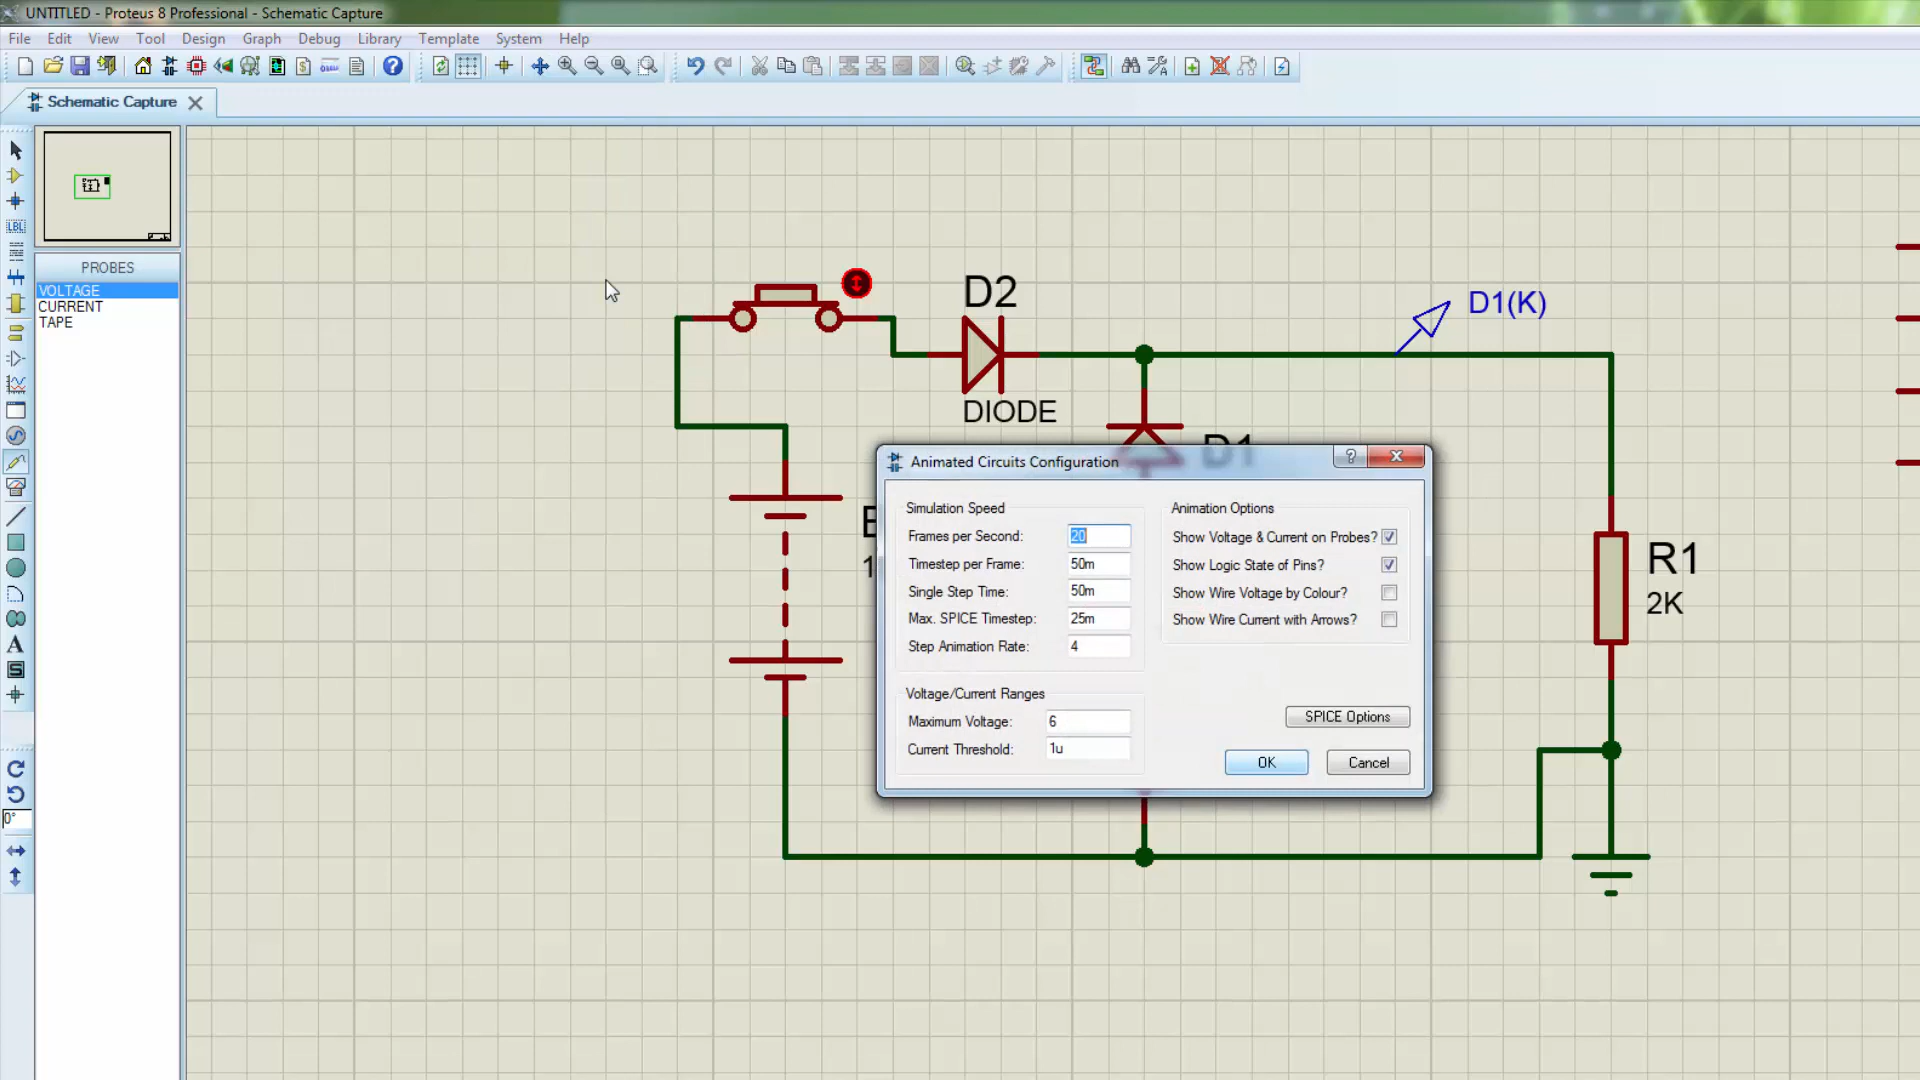 UNTITLED - Proteus 8 Professional - Schematic Capture
File Edit View Tool Design Graph Debug Library Template System Help
Schematic Capture
PROBES
VOLTAGE
CURRENT
TAPE
LBL
A
S
0°
D2
DIODE
D1(K)
D1
R1
2K
Animated Circuits Configuration
Simulation Speed
Frames per Second: 20
Timestep per Frame: 50m
Single Step Time: 50m
Max. SPICE Timestep: 25m
Step Animation Rate: 4
Voltage/Current Ranges
Maximum Voltage: 6
Current Threshold: 1u
Animation Options
Show Voltage & Current on Probes?
Show Logic State of Pins?
Show Wire Voltage by Colour?
Show Wire Current with Arrows?
SPICE Options
OK Cancel